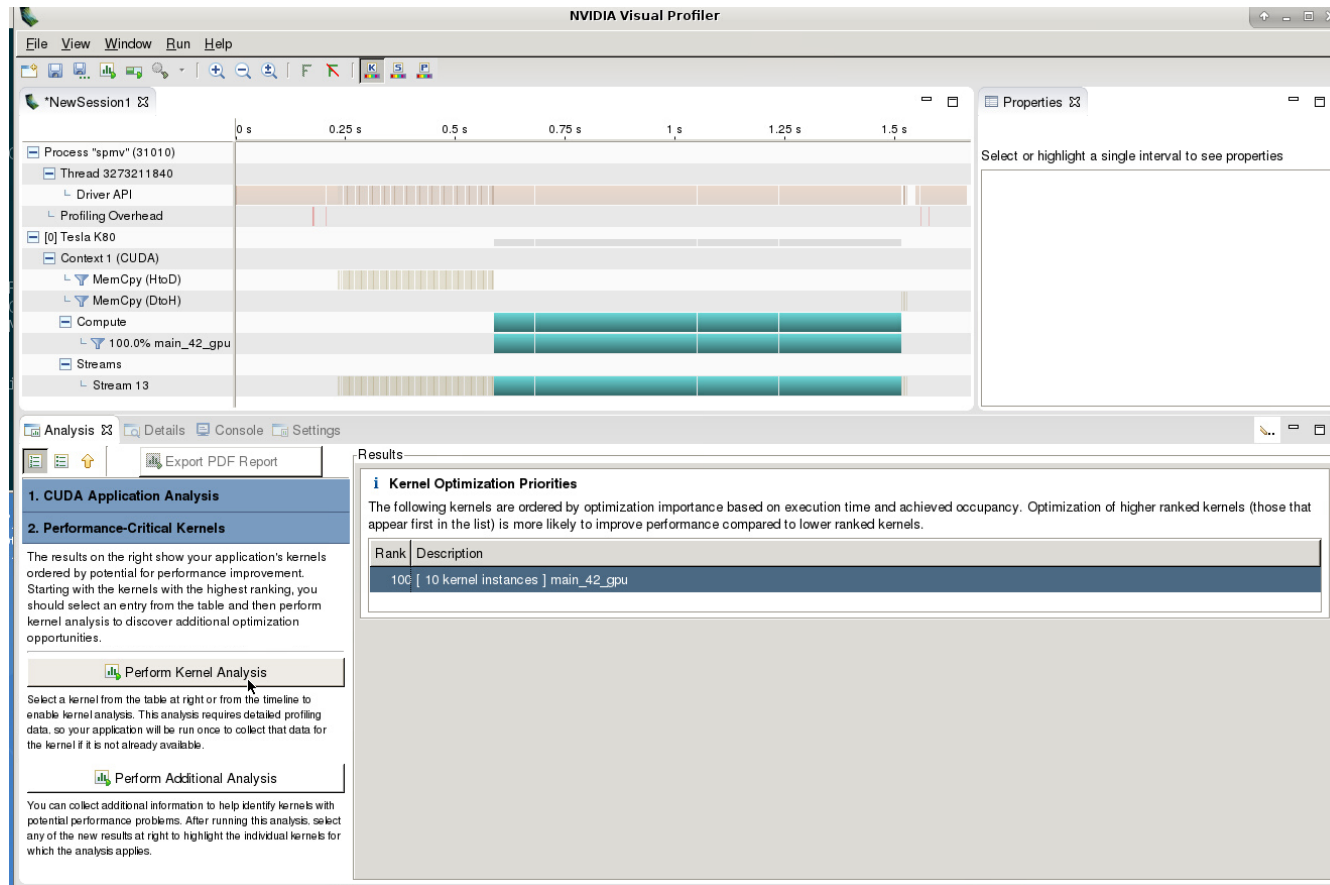 NVIDIA Visual Profiler
File View Window Run Help
*NewSession1
Properties
0 s 0.25 s 0.5 s 0.75 s 1 s 1.25 s 1.5 s
Process "spmv" (31010)
Thread 3273211840
Driver API
Profiling Overhead
[0] Tesla K80
Context 1 (CUDA)
MemCpy (HtoD)
MemCpy (DtoH)
Compute
100.0% main_42_gpu
Streams
Stream 13
Select or highlight a single interval to see properties
Analysis Details Console Settings
Export PDF Report
1. CUDA Application Analysis
2. Performance-Critical Kernels
The results on the right show your application's kernels
ordered by potential for performance improvement.
Starting with the kernels with the highest ranking, you
should select an entry from the table and then perform
kernel analysis to discover additional optimization
opportunities.
Perform Kernel Analysis
Select a kernel from the table at right or from the timeline to
enable kernel analysis. This analysis requires detailed profiling
data, so your application will be run once to collect that data for
the kernel if it is not already available.
Perform Additional Analysis
You can collect additional information to help identify kernels with
potential performance problems. After running this analysis, select
any of the new results at right to highlight the individual kernels for
which the analysis applies.
Results
i Kernel Optimization Priorities
The following kernels are ordered by optimization importance based on execution time and achieved occupancy. Optimization of higher ranked kernels (those that
appear first in the list) is more likely to improve performance compared to lower ranked kernels.
Rank Description
100 [ 10 kernel instances ] main_42_gpu